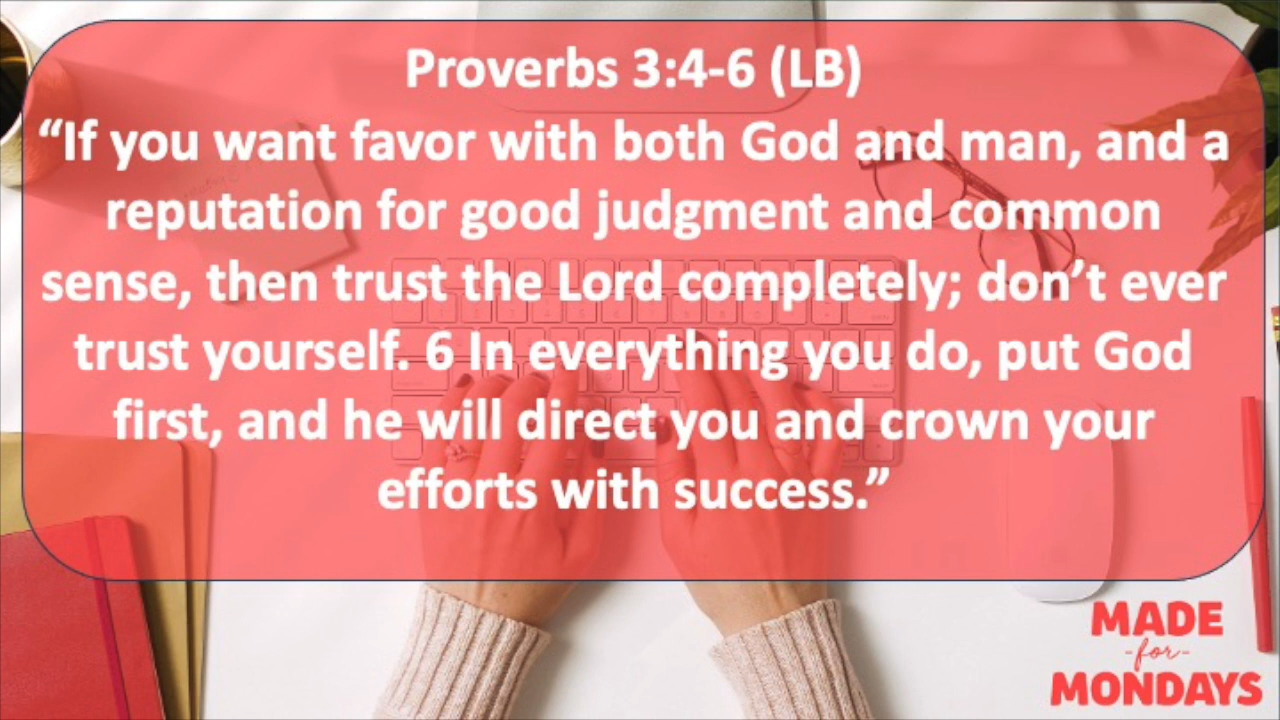 Proverbs 3:4-6 (LB)
“If you want favor with both God and man, and a
reputation for good judgment and common
sense, then trust the Lord completely; don’t ever
trust yourself. 6 In everything you do, put God
first, and he will direct you and crown your
efforts with success.”
MADE
-for-
MONDAYS